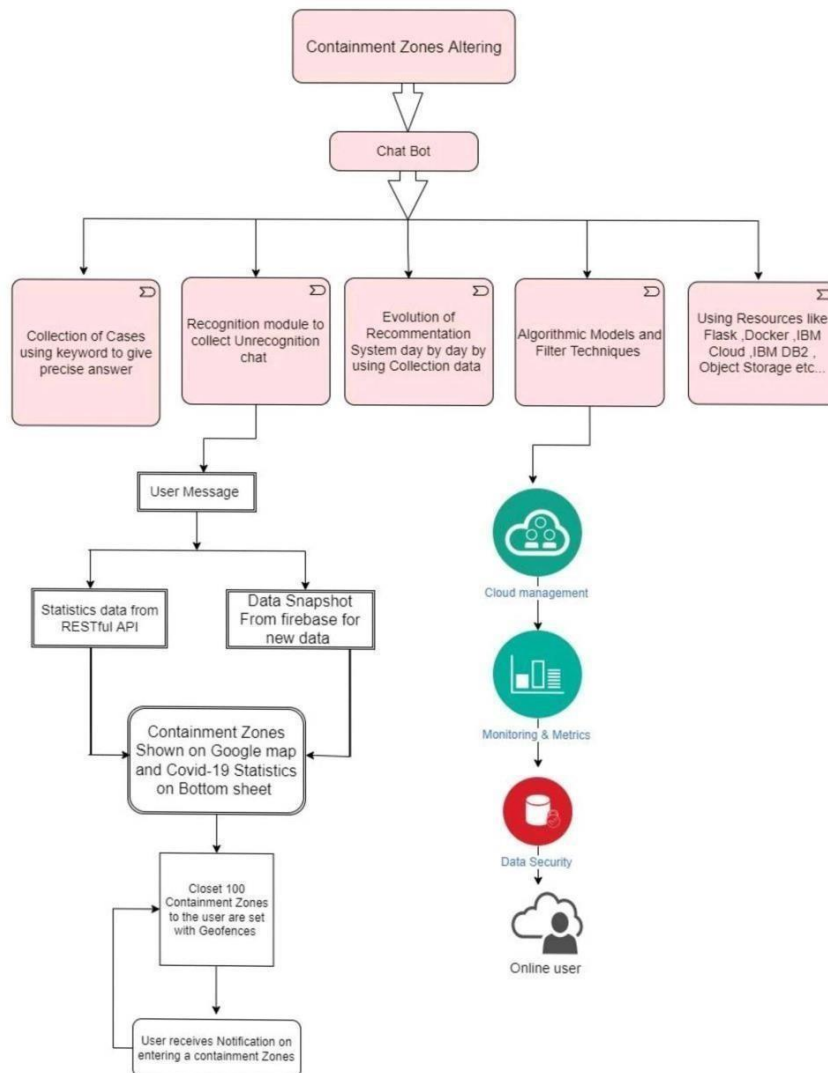 Containment Zones Altering
Chat Bot
Collection of Cases
using keyword to give
precise answer
Recognition module to
collect Unrecognition
chat
Evolution of
Recommentation
System day by day by
using Collection data
Algorithmic Models and
Filter Techniques
Using Resources like
Flask ,Docker ,IBM
Cloud ,IBM DB2 ,
Object Storage etc...
User Message
Statistics data from
RESTful API
Data Snapshot
From firebase for
new data
Containment Zones
Shown on Google map
and Covid-19 Statistics
on Bottom sheet
Closet 100
Containment Zones
to the user are set
with Geofences
User receives Notification on
entering a containment Zones
Cloud management
Monitoring & Metrics
Data Security
Online user